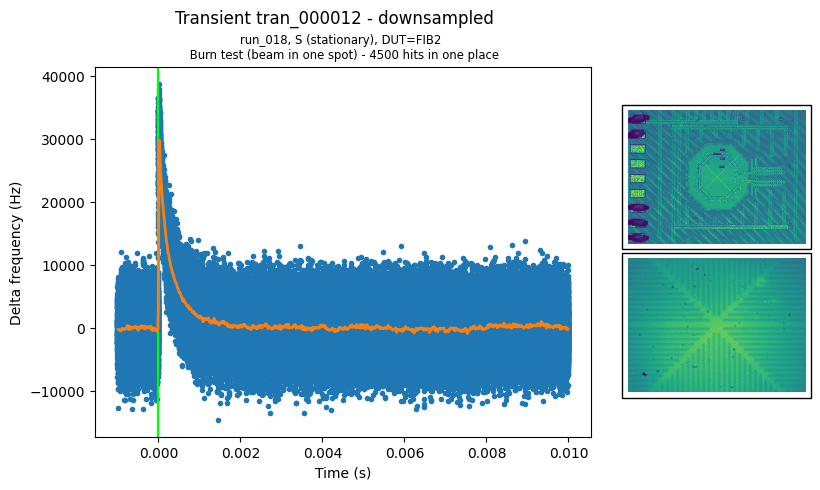 Transient tran_000012 - downsampled
run_018, S (stationary), DUT=FIB2
Burn test (beam in one spot) - 4500 hits in one place
40000
30000
20000
10000
0
−10000
Delta frequency (Hz)
0.000
0.002
0.004
0.006
0.008
0.010
Time (s)